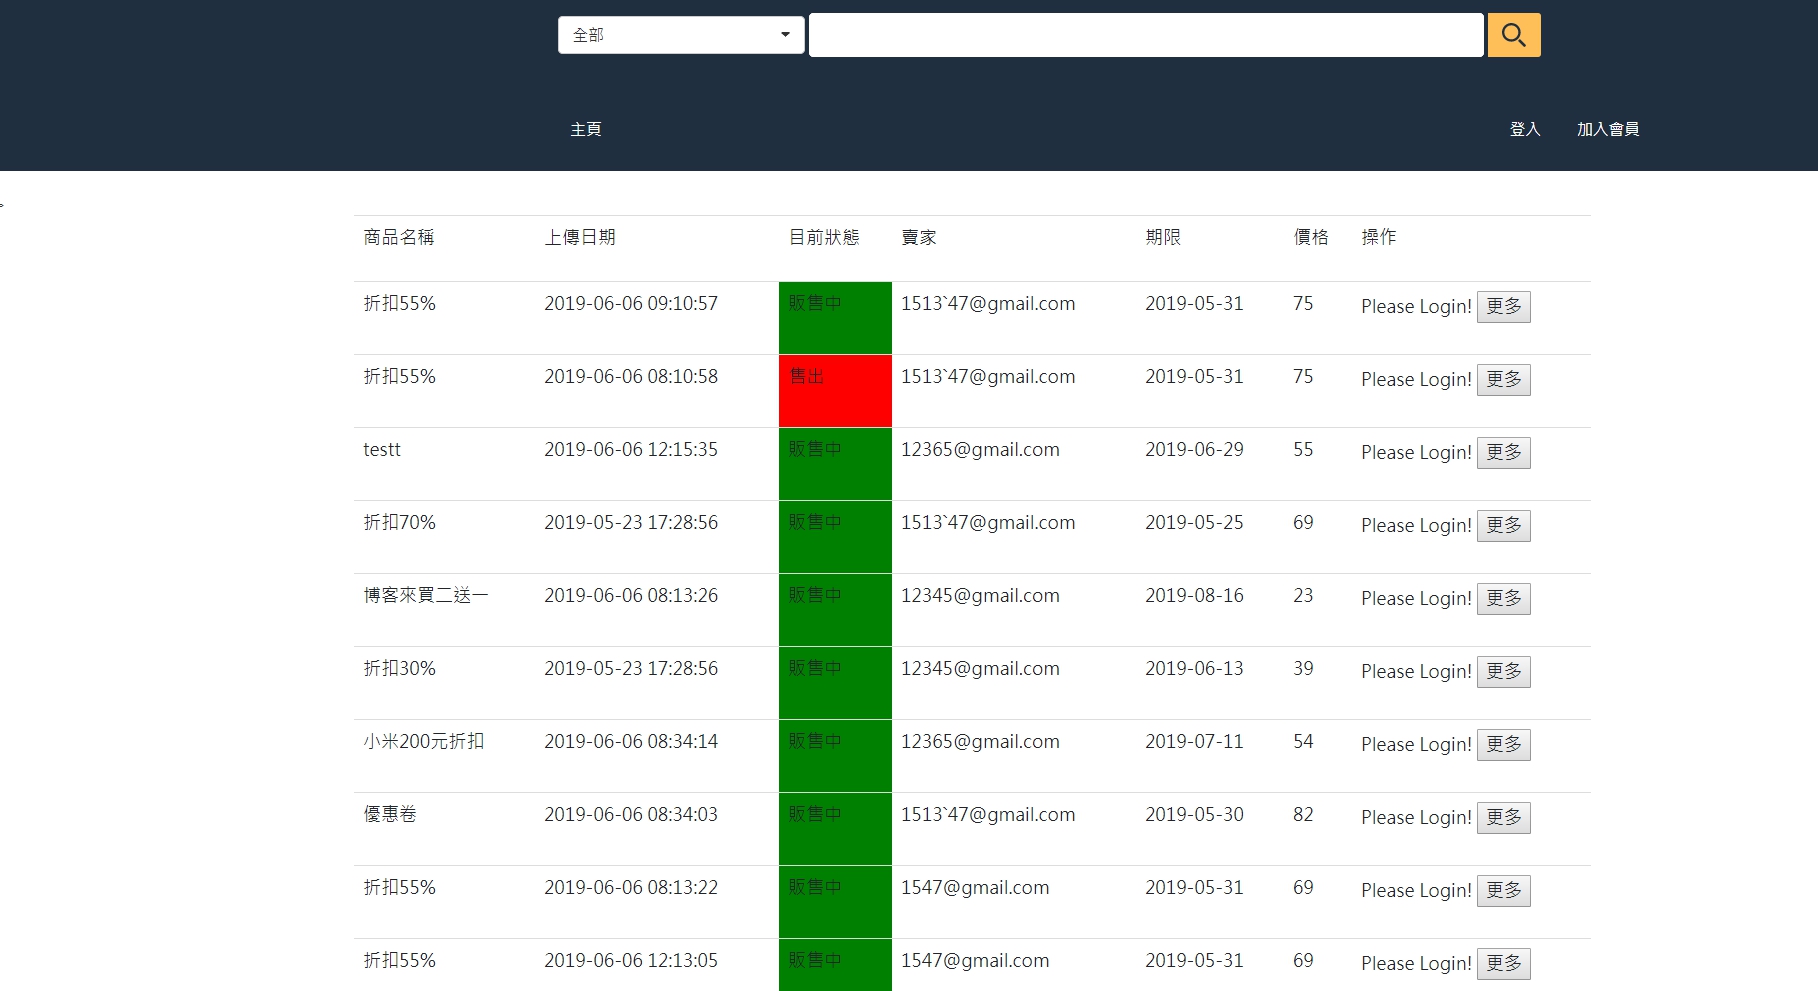 全部
主頁 登入 加入會員
商品名稱 上傳日期 目前狀態 賣家 期限 價格 操作
折扣55% 2019-06-06 09:10:57 販售中 1513`47@gmail.com 2019-05-31 75 Please Login! 更多
折扣55% 2019-06-06 08:10:58 售出 1513`47@gmail.com 2019-05-31 75 Please Login! 更多
testt 2019-06-06 12:15:35 販售中 12365@gmail.com 2019-06-29 55 Please Login! 更多
折扣70% 2019-05-23 17:28:56 販售中 1513`47@gmail.com 2019-05-25 69 Please Login! 更多
博客來買二送一 2019-06-06 08:13:26 販售中 12345@gmail.com 2019-08-16 23 Please Login! 更多
折扣30% 2019-05-23 17:28:56 販售中 12345@gmail.com 2019-06-13 39 Please Login! 更多
小米200元折扣 2019-06-06 08:34:14 販售中 12365@gmail.com 2019-07-11 54 Please Login! 更多
優惠卷 2019-06-06 08:34:03 販售中 1513`47@gmail.com 2019-05-30 82 Please Login! 更多
折扣55% 2019-06-06 08:13:22 販售中 1547@gmail.com 2019-05-31 69 Please Login! 更多
折扣55% 2019-06-06 12:13:05 販售中 1547@gmail.com 2019-05-31 69 Please Login! 更多